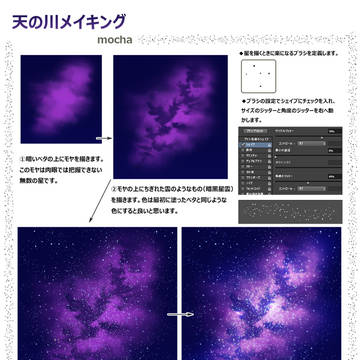 天の川メイキング
mocha
◆星を描くときに楽になるブラシを定義します。
◆ブラシの設定でシェイプにチェックを入れ、
サイズのジッターと角度のジッターを右へ動
かします。
①暗いベタの上にモヤを描きます。
このモヤは肉眼では把握できない
無数の星です。
②モヤの上にちぎれた雲のようなもの(暗黒星雲)
を描きます。色は最初に塗ったベタと同じような
色にすると良いと思います。